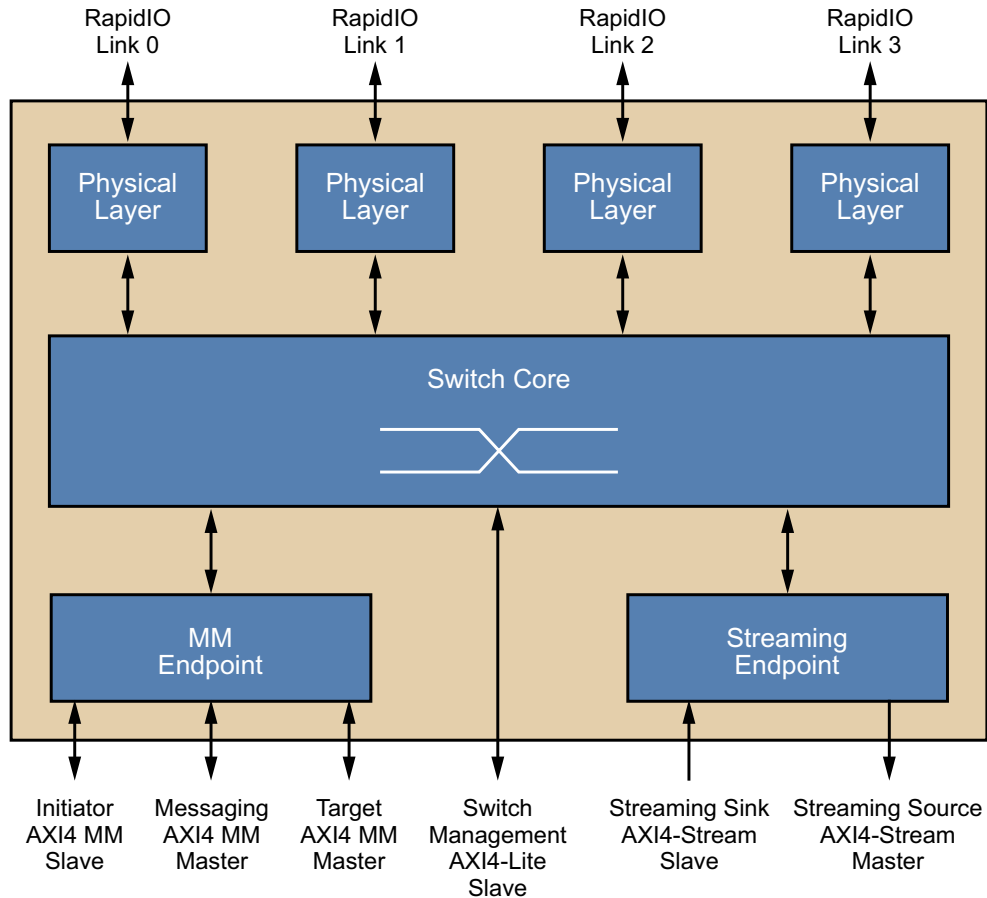 RapidIO
Link 0
RapidIO
Link 1
RapidIO
Link 2
RapidIO
Link 3
Physical
Layer
Physical
Layer
Physical
Layer
Physical
Layer
Switch Core
MM
Endpoint
Streaming
Endpoint
Initiator
AXI4 MM
Slave
Messaging
AXI4 MM
Master
Target
AXI4 MM
Master
Switch
Management
AXI4-Lite
Slave
Streaming Sink
AXI4-Stream
Slave
Streaming Source
AXI4-Stream
Master